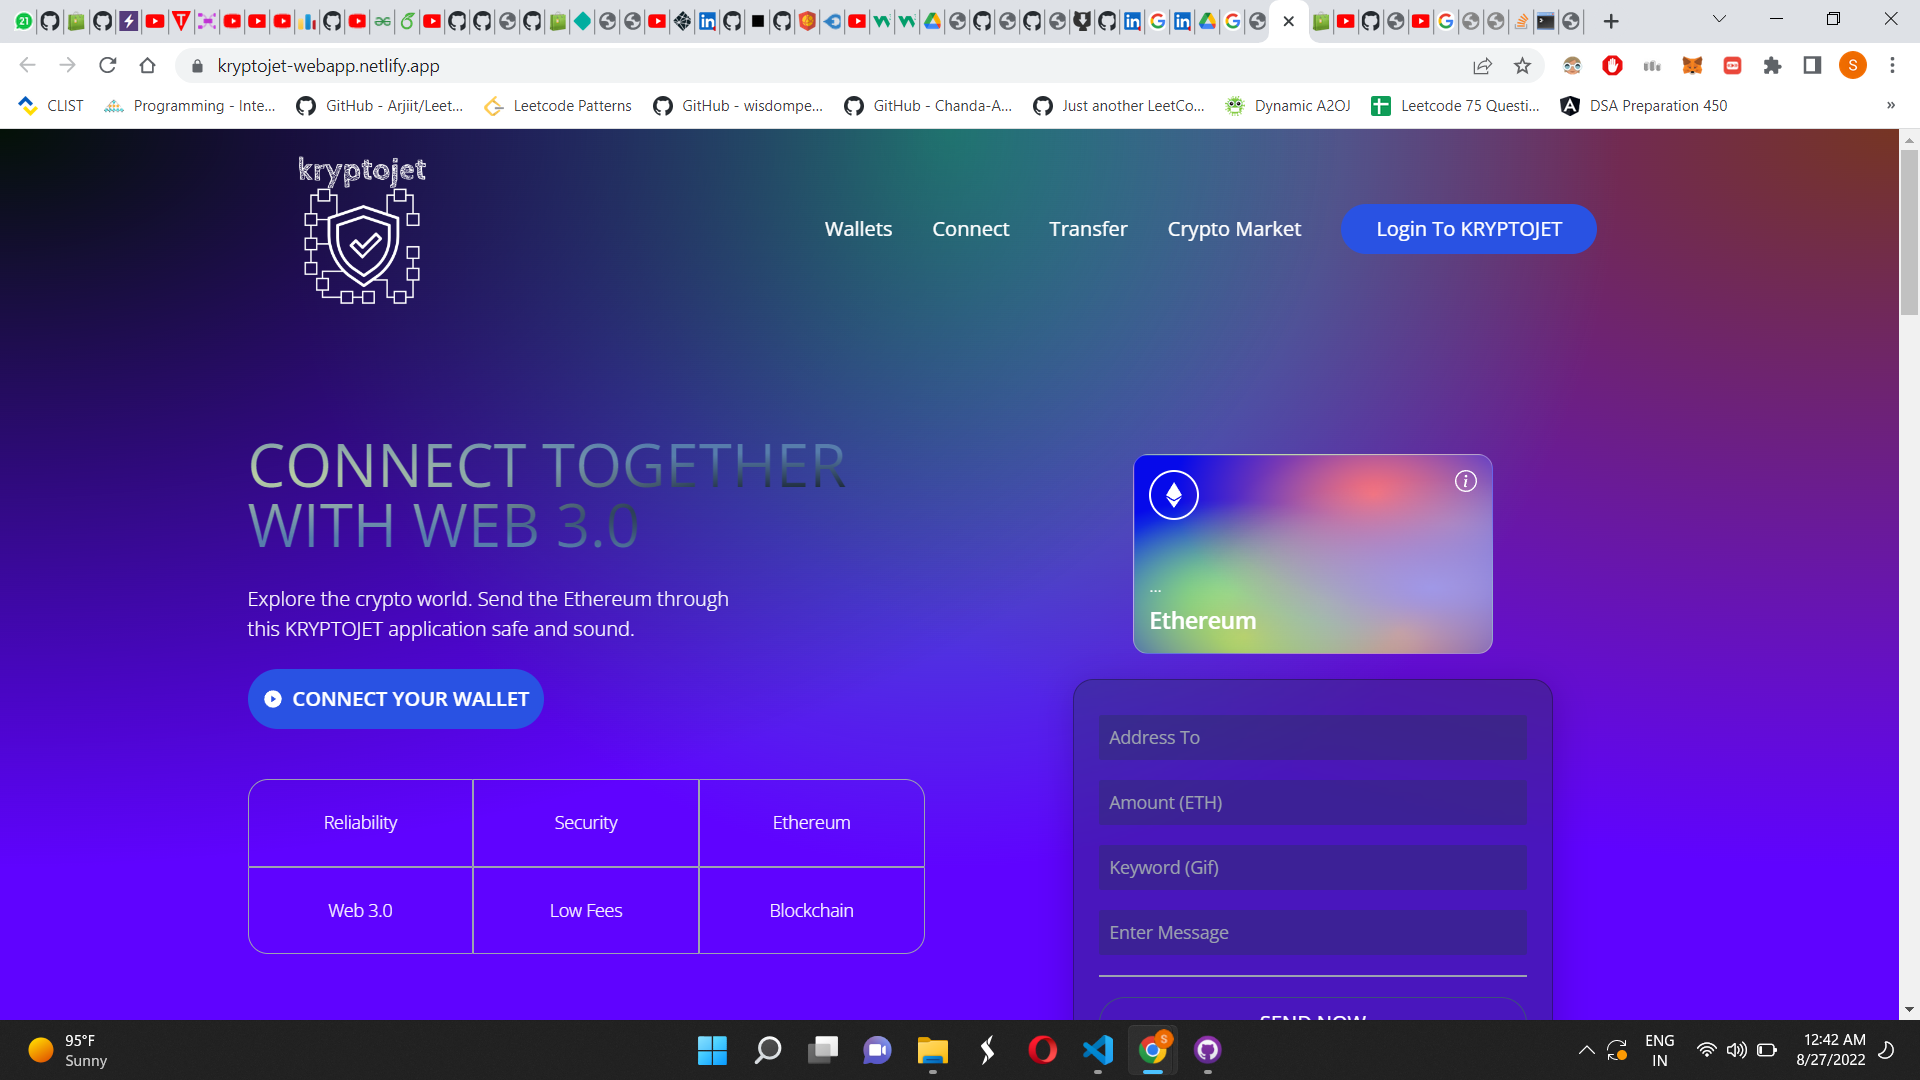 21
kryptojet-webapp.netlify.app
S
CLIST
Programming - Inte...
GitHub - Arjiit/Leet...
Leetcode Patterns
GitHub - wisdompe...
GitHub - Chanda-A...
Just another LeetCo...
Dynamic A2OJ
Leetcode 75 Questi...
DSA Preparation 450
»
kryptojet
Wallets
Connect
Transfer
Crypto Market
Login To KRYPTOJET
CONNECT TOGETHER
WITH WEB 3.0
Explore the crypto world. Send the Ethereum through
this KRYPTOJET application safe and sound.
CONNECT YOUR WALLET
Reliability
Security
Ethereum
Web 3.0
Low Fees
Blockchain
...
Ethereum
Address To
Amount (ETH)
Keyword (Gif)
Enter Message
SEND NOW
95°F
Sunny
S
ENG
IN
12:42 AM
8/27/2022